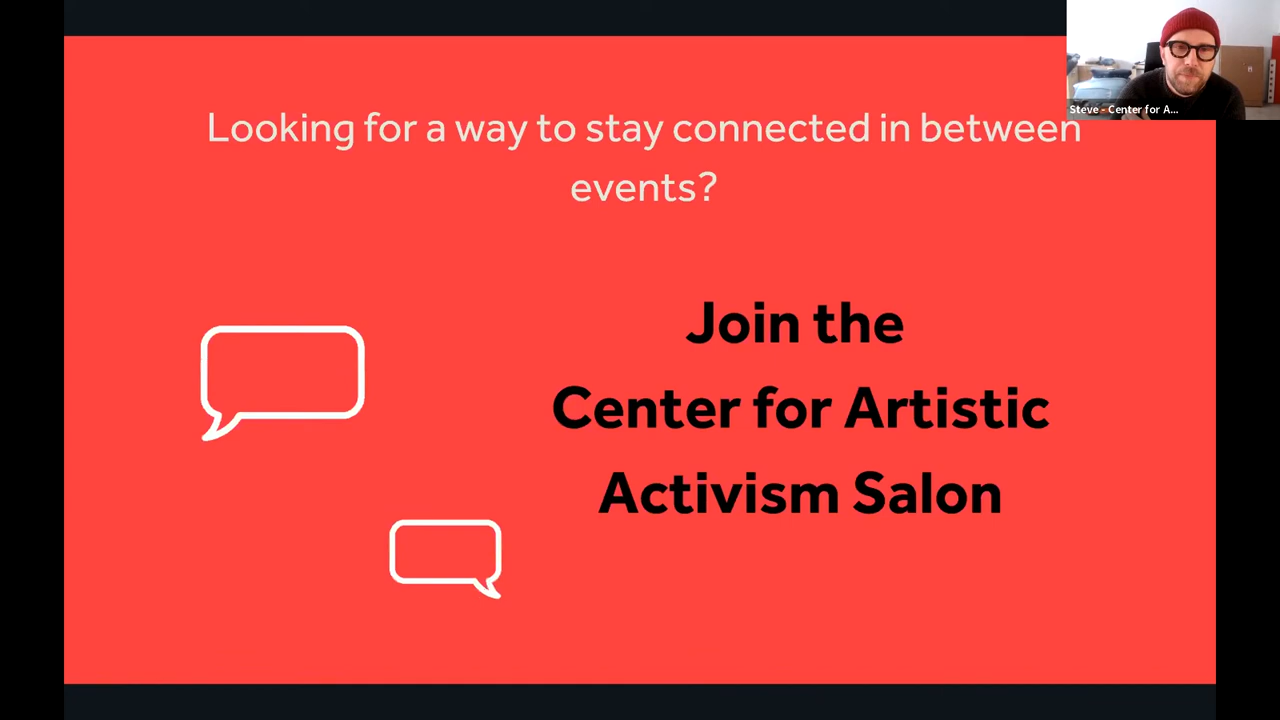 Looking for a way to stay connected in between
events?
Join the
Center for Artistic
Activism Salon
Steve - Center for A...